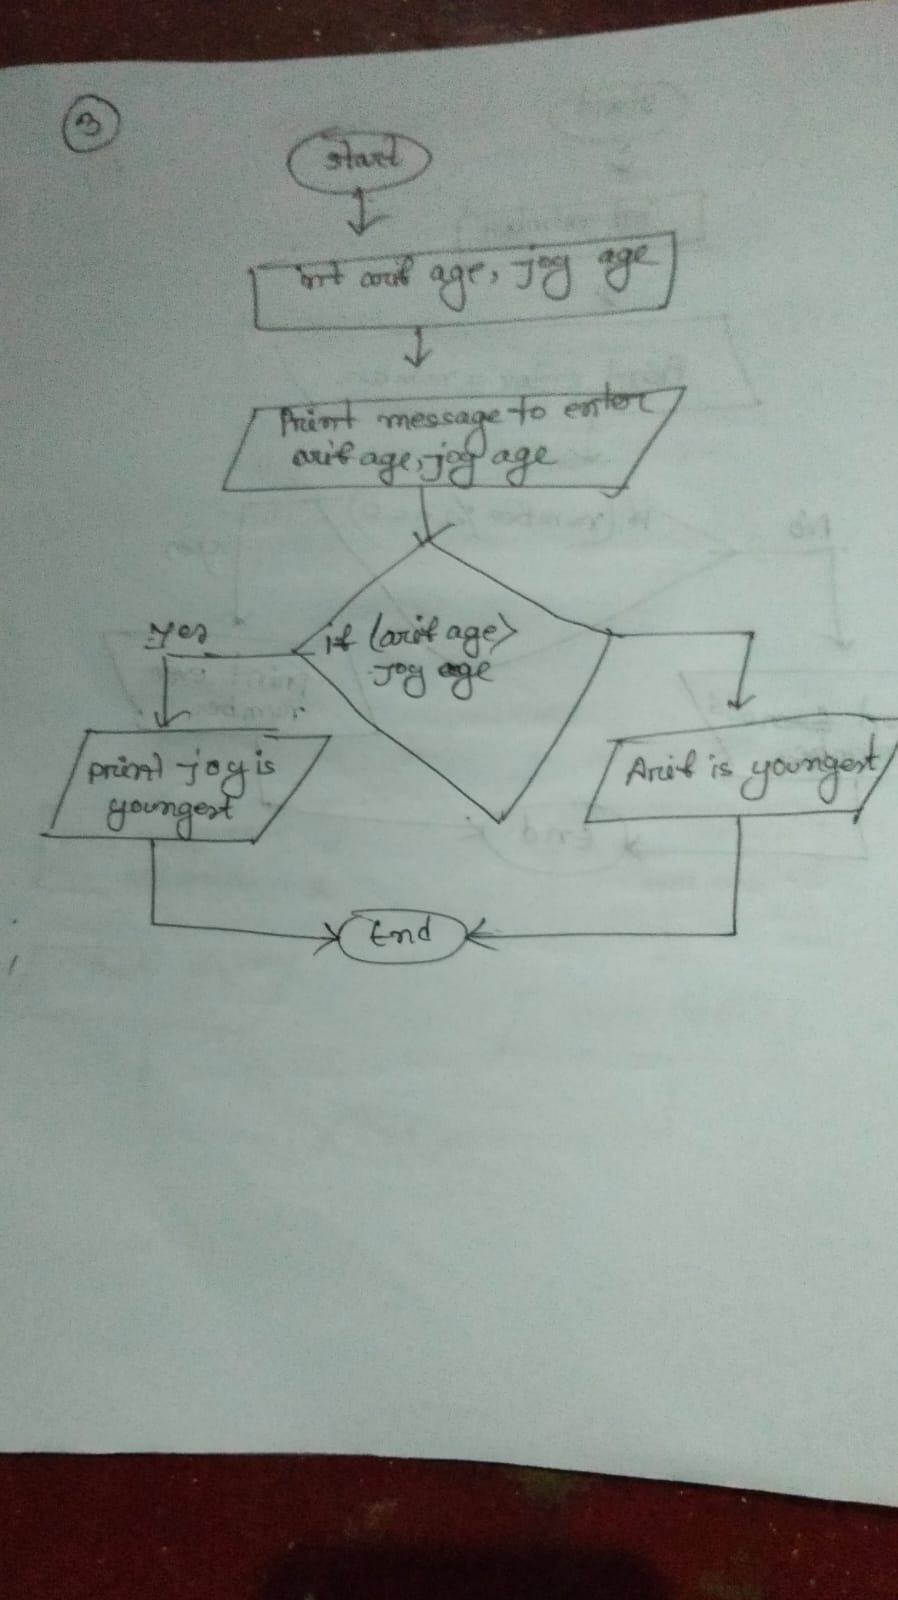 3
Start
int arif age, joy age
Print message to enter
arif age, joy age
if (arif age>
Joy age
Yes
print joy is
youngest
Arif is youngest
End